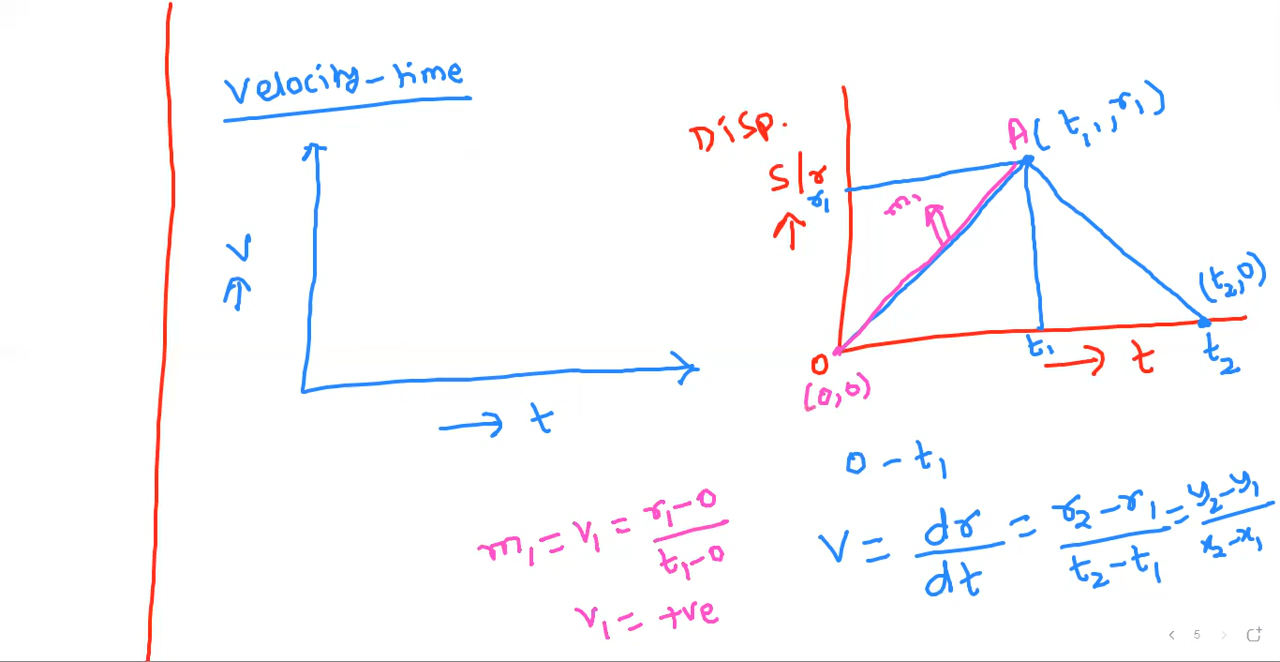 Velocity-time
V
↑
→ t
Disp.
s|r
r₁
↑
A(t₁, r₁)
m₁
(t₂,0)
O
(0,0)
t₁
→ t
t₂
0 - t₁
V = dr/dt = r₂-r₁/t₂-t₁ = y₂-y₁/x₂-x₁
m₁ = v₁ = r₁-0/t₁-0
v₁ = +ve
5